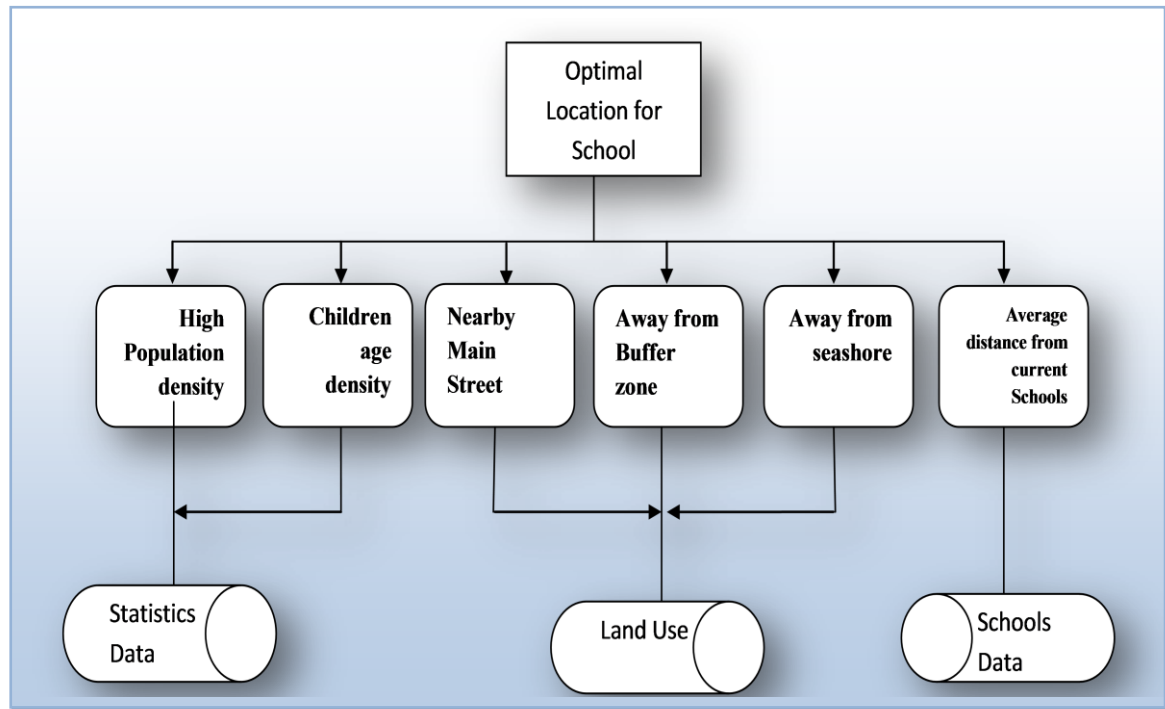 Optimal
Location for
School
High
Population
density
Children
age
density
Nearby
Main
Street
Away from
Buffer
zone
Away from
seashore
Average
distance from
current
Schools
Statistics
Data
Land Use
Schools
Data